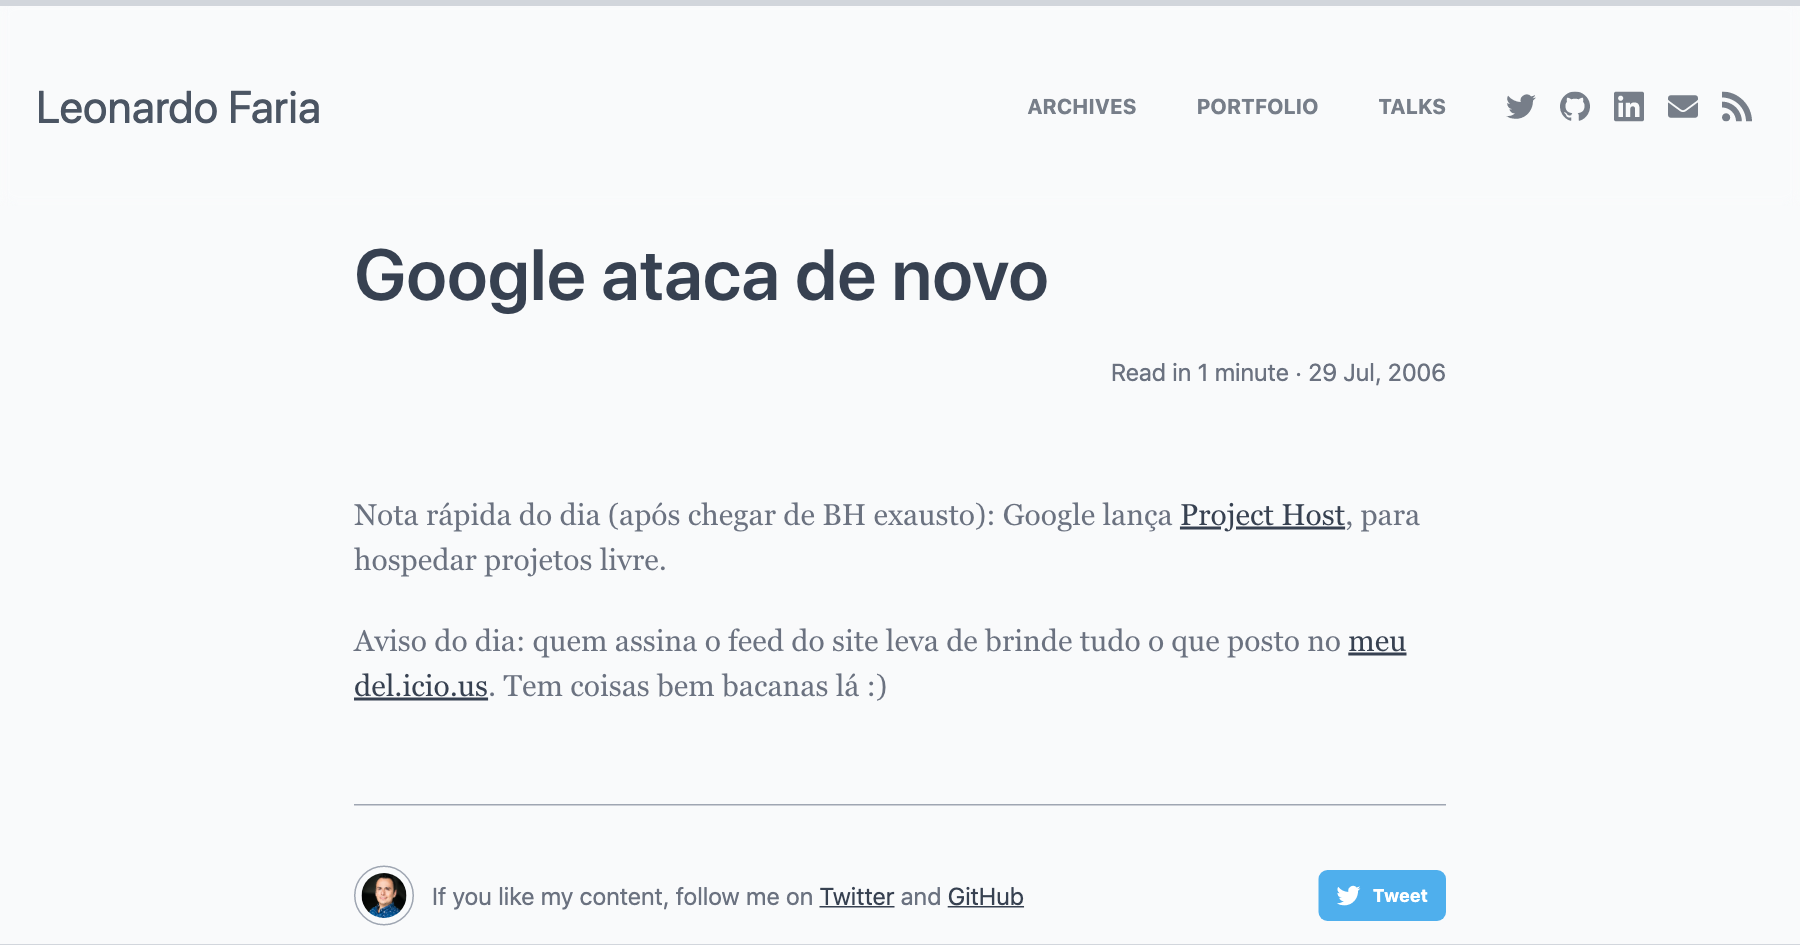 Leonardo Faria
ARCHIVES PORTFOLIO TALKS
Google ataca de novo
Read in 1 minute · 29 Jul, 2006
Nota rápida do dia (após chegar de BH exausto): Google lança Project Host, para
hospedar projetos livre.
Aviso do dia: quem assina o feed do site leva de brinde tudo o que posto no meu
del.icio.us. Tem coisas bem bacanas lá :)
If you like my content, follow me on Twitter and GitHub
Tweet